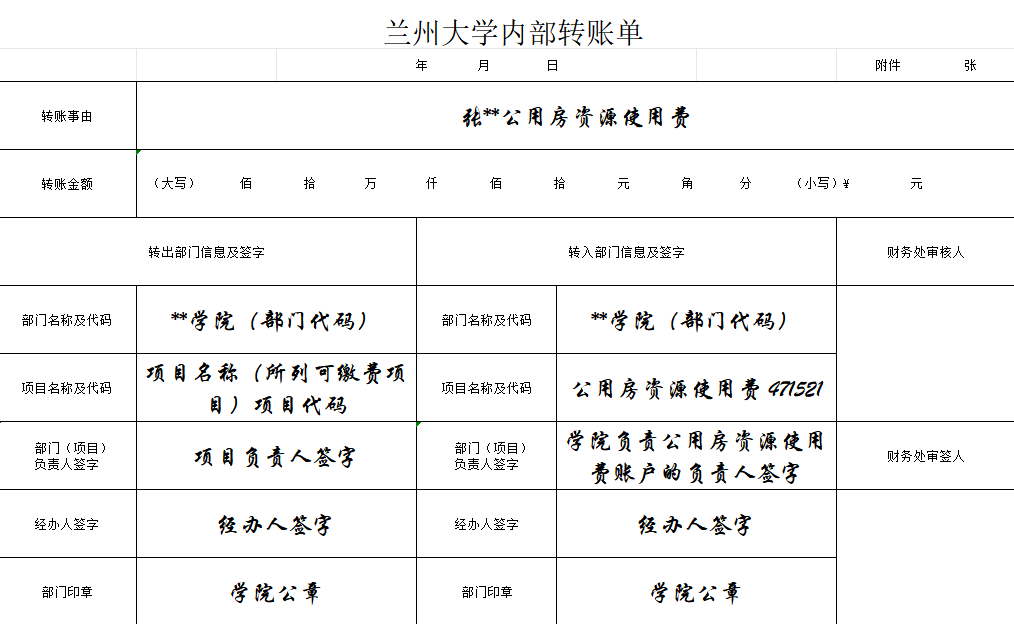 兰州大学内部转账单
年 月 日 附件 张
转账事由 张**公用房资源使用费
转账金额 （大写） 佰 拾 万 仟 佰 拾 元 角 分 （小写）¥ 元
转出部门信息及签字 转入部门信息及签字 财务处审核人
部门名称及代码 **学院（部门代码） 部门名称及代码 **学院（部门代码）
项目名称及代码 项目名称（所列可缴费项
目）项目代码 项目名称及代码 公用房资源使用费 471521
部门（项目）
负责人签字 项目负责人签字 部门（项目）
负责人签字 学院负责公用房资源使用
费账户的负责人签字 财务处审签人
经办人签字 经办人签字 经办人签字 经办人签字
部门印章 学院公章 部门印章 学院公章